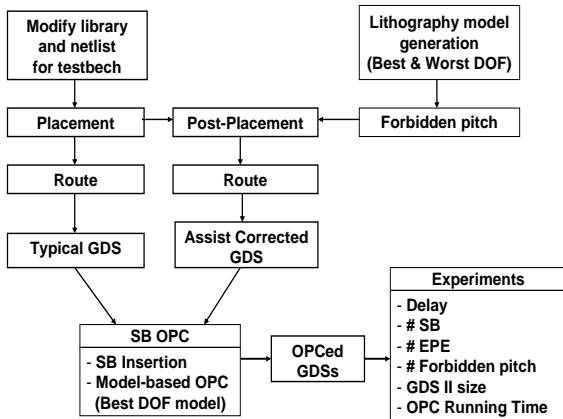 Modify library
and netlist
for testbech
Lithography model
generation
(Best & Worst DOF)
Placement
Post-Placement
Forbidden pitch
Route
Route
Typical GDS
Assist Corrected
GDS
SB OPC
- SB Insertion
- Model-based OPC
(Best DOF model)
OPCed
GDSs
Experiments
- Delay
- # SB
- # EPE
- # Forbidden pitch
- GDS II size
- OPC Running Time